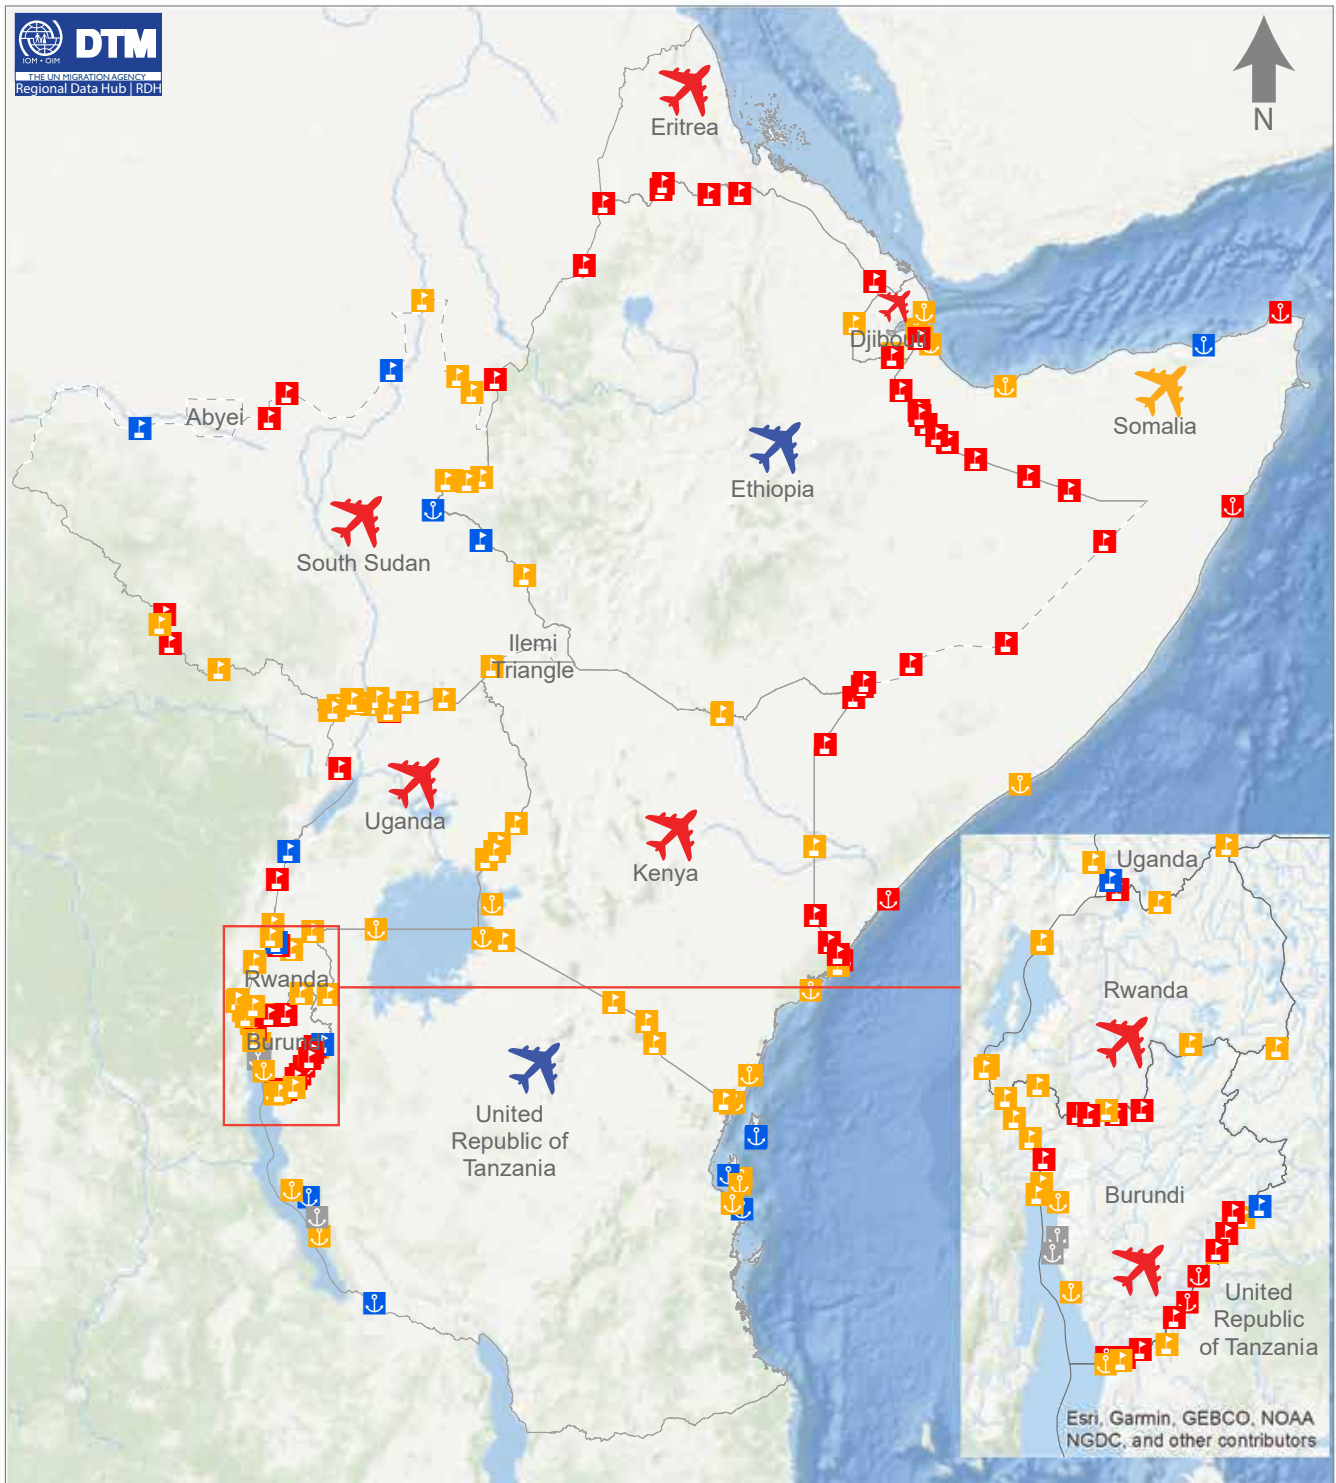 IOM • OIM
DTM
THE UN MIGRATION AGENCY
Regional Data Hub | RDH
N
Eritrea
Djibouti
Somalia
Abyei
Ethiopia
South Sudan
Ilemi
Triangle
Uganda
Kenya
Rwanda
Burundi
United
Republic of
Tanzania
Uganda
Rwanda
Burundi
United
Republic
of Tanzania
Esri, Garmin, GEBCO, NOAA
NGDC, and other contributors